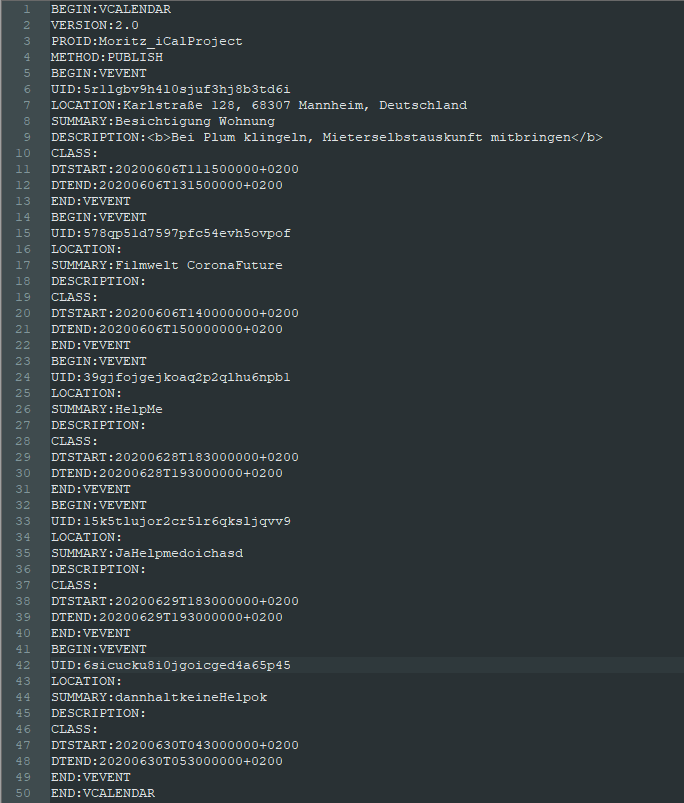 1 BEGIN:VCALENDAR
2 VERSION:2.0
3 PROID:Moritz_iCalProject
4 METHOD:PUBLISH
5 BEGIN:VEVENT
6 UID:5rllgbv9h4l0sjuf3hj8b3td6i
7 LOCATION:Karlstraße 128, 68307 Mannheim, Deutschland
8 SUMMARY:Besichtigung Wohnung
9 DESCRIPTION:<b>Bei Plum klingeln, Mieterselbstauskunft mitbringen</b>
10 CLASS:
11 DTSTART:20200606T111500000+0200
12 DTEND:20200606T131500000+0200
13 END:VEVENT
14 BEGIN:VEVENT
15 UID:578qp51d7597pfc54evh5ovpof
16 LOCATION:
17 SUMMARY:Filmwelt CoronaFuture
18 DESCRIPTION:
19 CLASS:
20 DTSTART:20200606T140000000+0200
21 DTEND:20200606T150000000+0200
22 END:VEVENT
23 BEGIN:VEVENT
24 UID:39gjfojgejkoaq2p2qlhu6npbl
25 LOCATION:
26 SUMMARY:HelpMe
27 DESCRIPTION:
28 CLASS:
29 DTSTART:20200628T183000000+0200
30 DTEND:20200628T193000000+0200
31 END:VEVENT
32 BEGIN:VEVENT
33 UID:15k5tlujor2cr5lr6qksljqvv9
34 LOCATION:
35 SUMMARY:JaHelpmedoichasd
36 DESCRIPTION:
37 CLASS:
38 DTSTART:20200629T183000000+0200
39 DTEND:20200629T193000000+0200
40 END:VEVENT
41 BEGIN:VEVENT
42 UID:6sicucku8i0jgoicged4a65p45
43 LOCATION:
44 SUMMARY:dannhaltkeineHelpok
45 DESCRIPTION:
46 CLASS:
47 DTSTART:20200630T043000000+0200
48 DTEND:20200630T053000000+0200
49 END:VEVENT
50 END:VCALENDAR